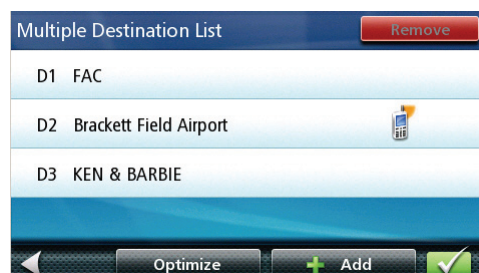 Multiple Destination List Remove
D1 FAC
D2 Brackett Field Airport
D3 KEN & BARBIE
Optimize Add